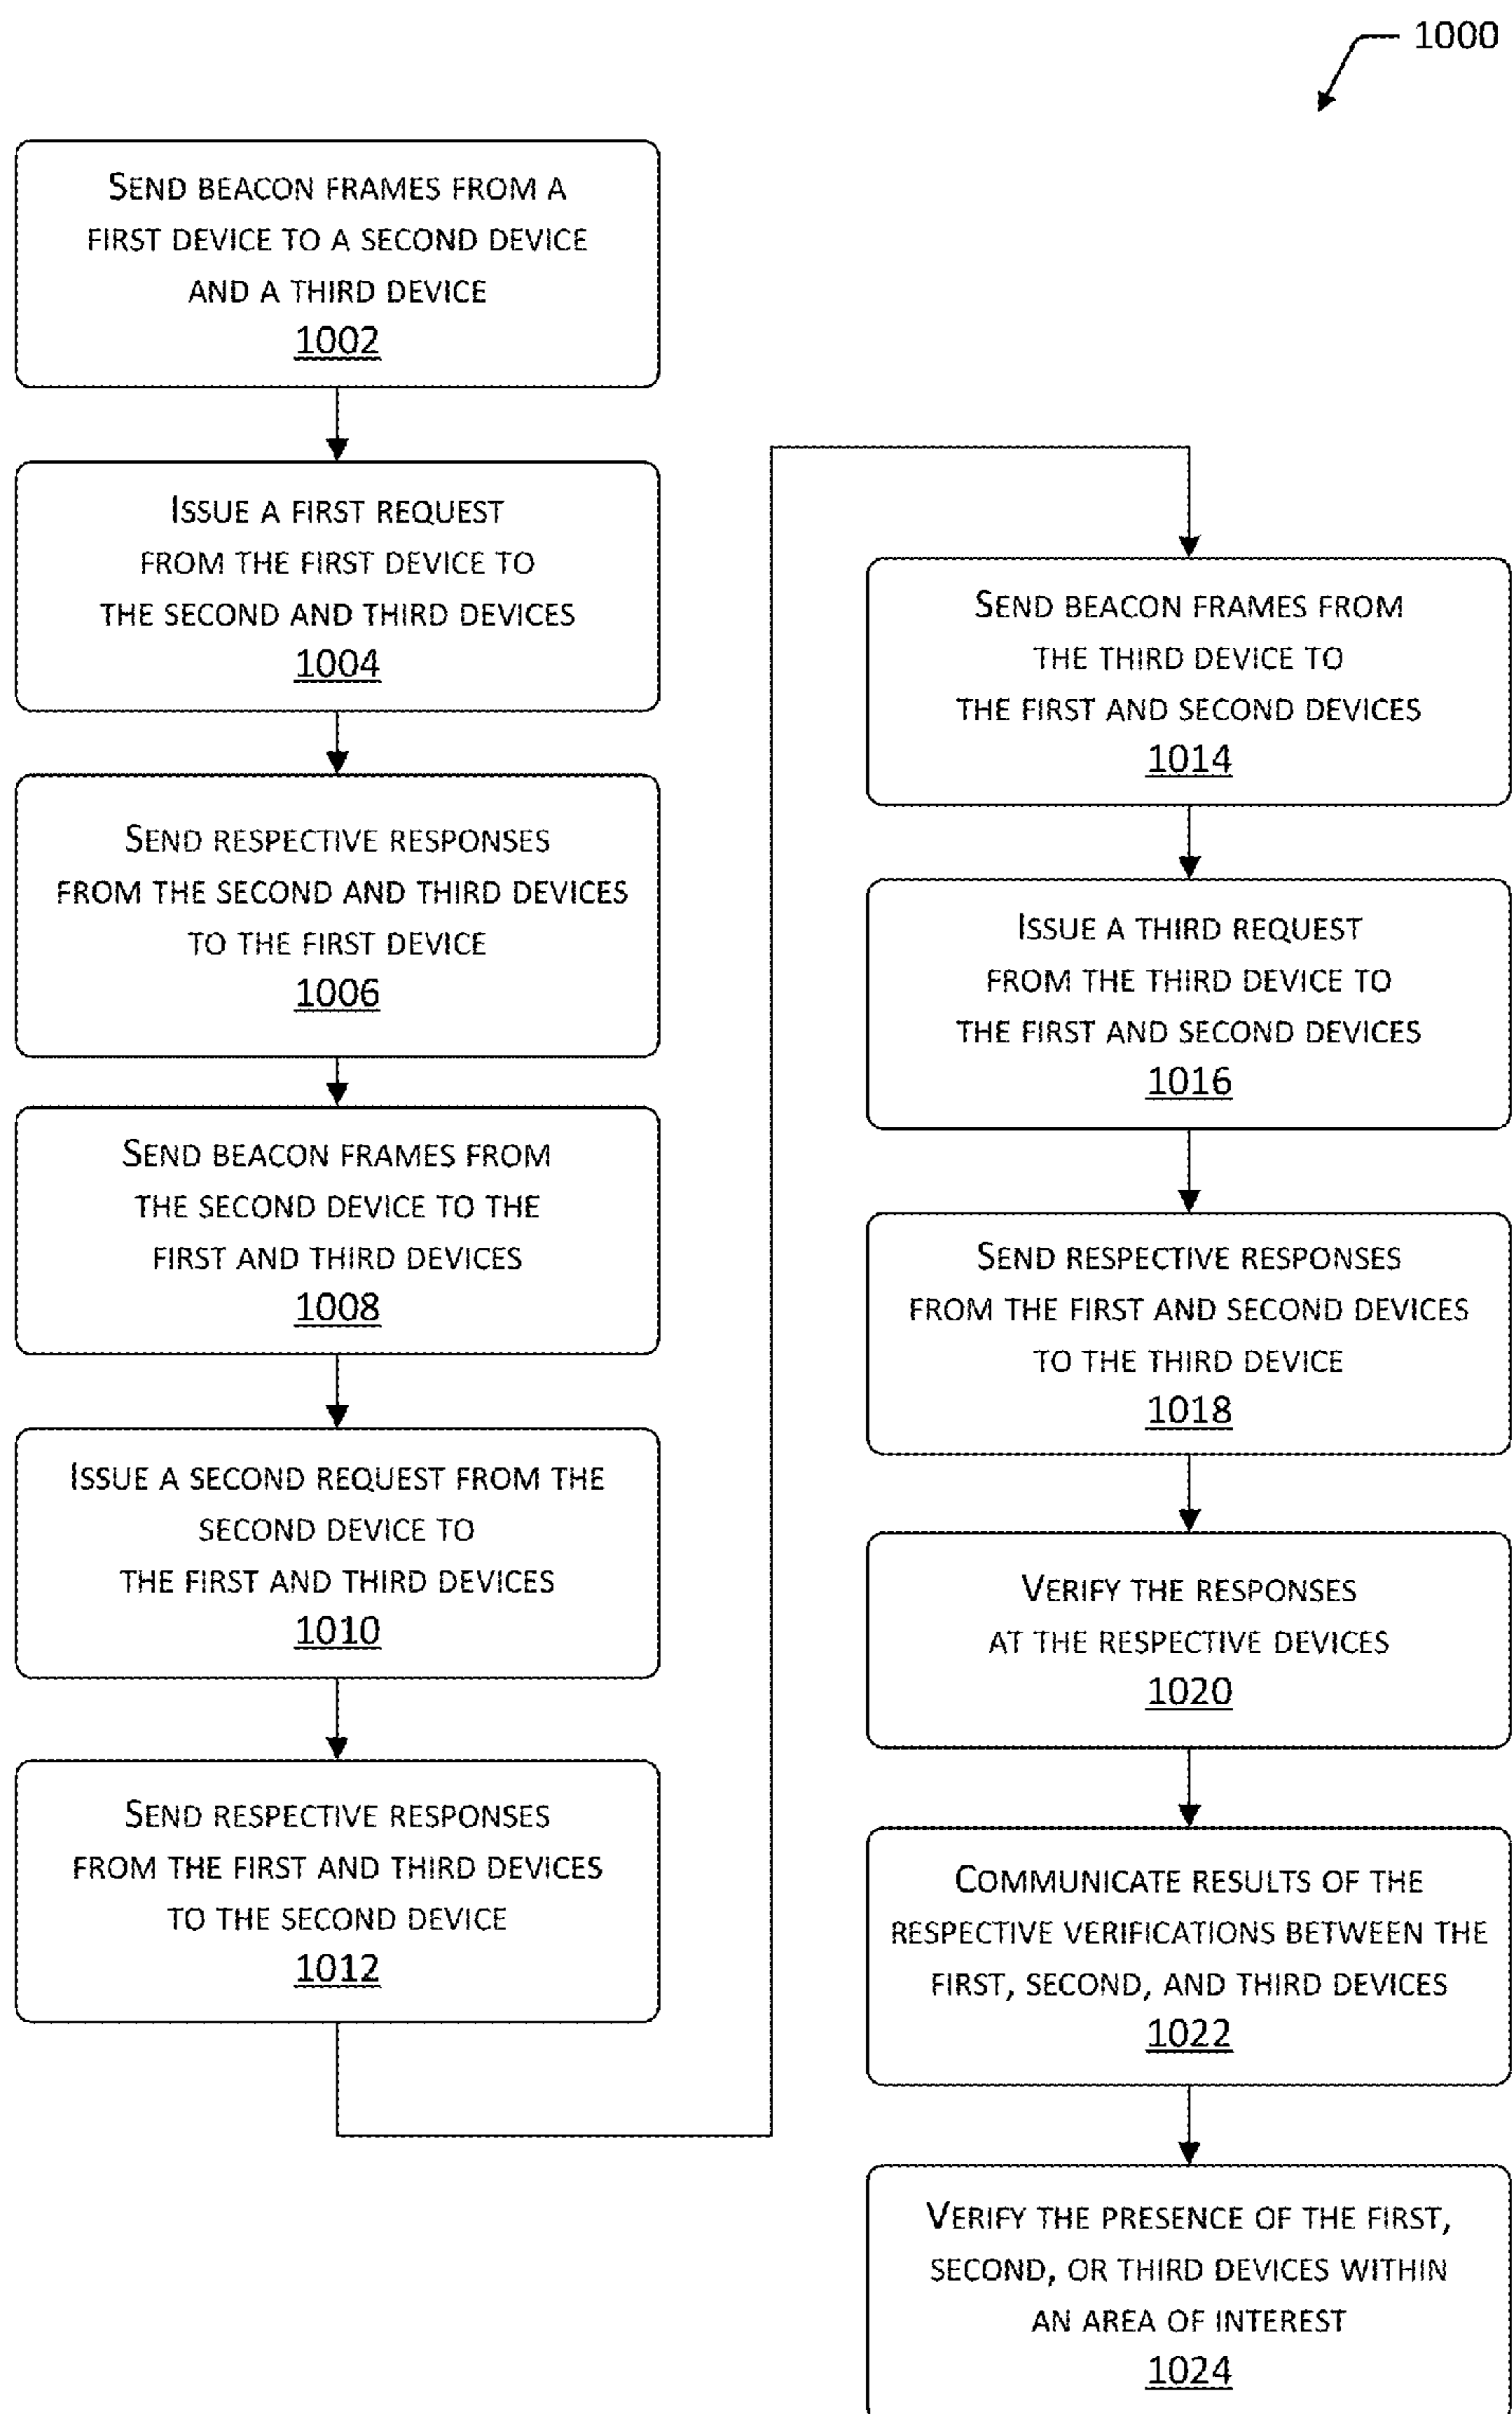 1000
SEND BEACON FRAMES FROM A
FIRST DEVICE TO A SECOND DEVICE
AND A THIRD DEVICE
1002
ISSUE A FIRST REQUEST
FROM THE FIRST DEVICE TO
THE SECOND AND THIRD DEVICES
1004
SEND RESPECTIVE RESPONSES
FROM THE SECOND AND THIRD DEVICES
TO THE FIRST DEVICE
1006
SEND BEACON FRAMES FROM
THE SECOND DEVICE TO THE
FIRST AND THIRD DEVICES
1008
ISSUE A SECOND REQUEST FROM THE
SECOND DEVICE TO
THE FIRST AND THIRD DEVICES
1010
SEND RESPECTIVE RESPONSES
FROM THE FIRST AND THIRD DEVICES
TO THE SECOND DEVICE
1012
SEND BEACON FRAMES FROM
THE THIRD DEVICE TO
THE FIRST AND SECOND DEVICES
1014
ISSUE A THIRD REQUEST
FROM THE THIRD DEVICE TO
THE FIRST AND SECOND DEVICES
1016
SEND RESPECTIVE RESPONSES
FROM THE FIRST AND SECOND DEVICES
TO THE THIRD DEVICE
1018
VERIFY THE RESPONSES
AT THE RESPECTIVE DEVICES
1020
COMMUNICATE RESULTS OF THE
RESPECTIVE VERIFICATIONS BETWEEN THE
FIRST, SECOND, AND THIRD DEVICES
1022
VERIFY THE PRESENCE OF THE FIRST,
SECOND, OR THIRD DEVICES WITHIN
AN AREA OF INTEREST
1024